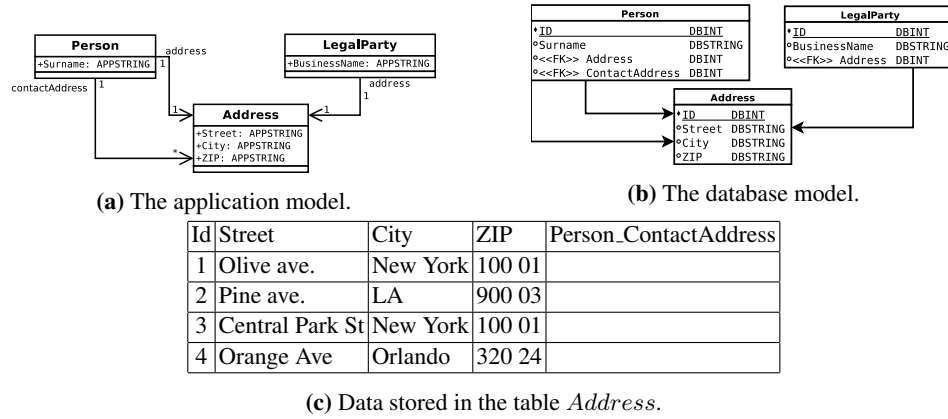 Person
+Surname: APPSTRING
address
1
contactAddress
1
LegalParty
+BusinessName: APPSTRING
address
1
1
1
Address
+Street: APPSTRING
+City: APPSTRING
+ZIP: APPSTRING
*
(a) The application model.
Person
ID DBINT
Surname DBSTRING
<<FK>> Address DBINT
<<FK>> ContactAddress DBINT
LegalParty
ID DBINT
BusinessName DBSTRING
<<FK>> Address DBINT
Address
ID DBINT
Street DBSTRING
City DBSTRING
ZIP DBSTRING
(b) The database model.
Id Street City ZIP Person_ContactAddress
1 Olive ave. New York 100 01
2 Pine ave. LA 900 03
3 Central Park St New York 100 01
4 Orange Ave Orlando 320 24
(c) Data stored in the table Address.